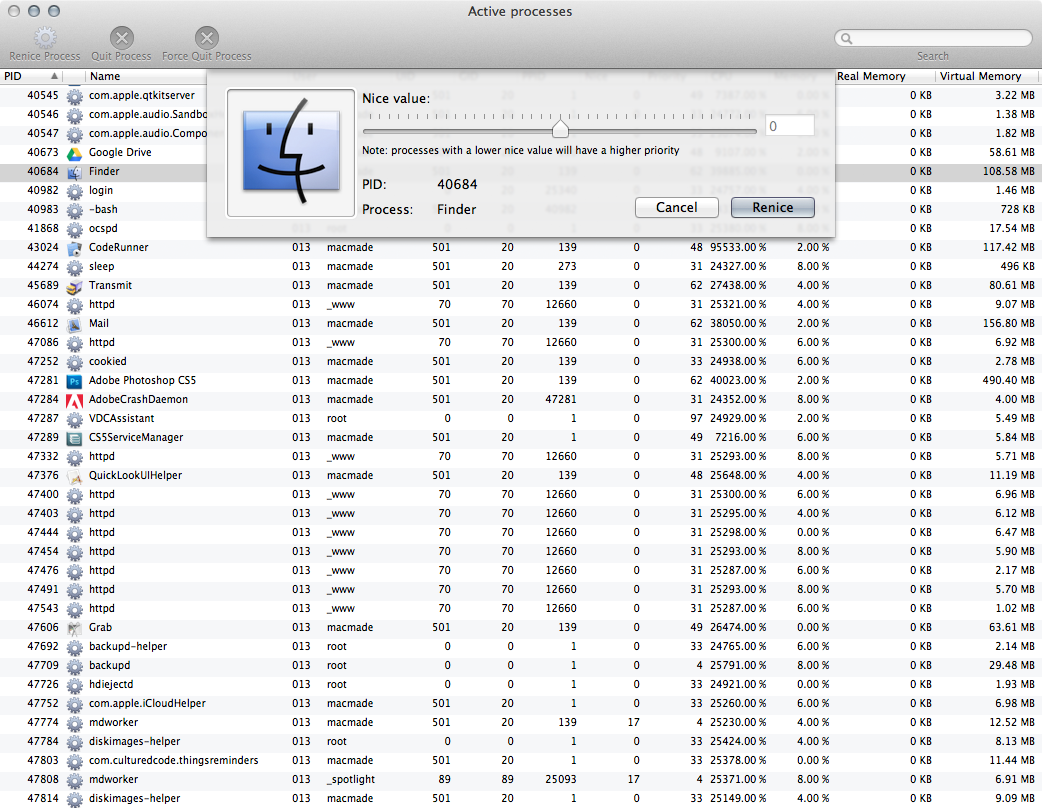 Active processes
Renice Process Quit Process Force Quit Process Search
PID Name Real Memory Virtual Memory
40545 com.apple.qtkitserver 0 KB 3.22 MB
40546 com.apple.audio.Sandbo 0 KB 1.38 MB
40547 com.apple.audio.Compo 0 KB 1.82 MB
40673 Google Drive 0 KB 58.61 MB
40684 Finder 0 KB 108.58 MB
40982 login 0 KB 1.46 MB
40983 -bash 0 KB 728 KB
41868 ocspd 0 KB 17.54 MB
Nice value:
0
Note: processes with a lower nice value will have a higher priority
PID: 40684
Process: Finder
Cancel Renice
43024 CodeRunner 013 macmade 501 20 139 0 48 95533.00 % 2.00 % 0 KB 117.42 MB
44274 sleep 013 macmade 501 20 273 0 31 24327.00 % 8.00 % 0 KB 496 KB
45689 Transmit 013 macmade 501 20 139 0 62 27438.00 % 4.00 % 0 KB 80.61 MB
46074 httpd 013 _www 70 70 12660 0 31 25321.00 % 4.00 % 0 KB 9.07 MB
46612 Mail 013 macmade 501 20 139 0 62 38050.00 % 2.00 % 0 KB 156.80 MB
47086 httpd 013 _www 70 70 12660 0 31 25300.00 % 6.00 % 0 KB 6.92 MB
47252 cookied 013 macmade 501 20 139 0 33 24938.00 % 6.00 % 0 KB 2.78 MB
47281 Ps Adobe Photoshop CS5 013 macmade 501 20 139 0 62 40023.00 % 2.00 % 0 KB 490.40 MB
47284 AdobeCrashDaemon 013 macmade 501 20 47281 0 31 24352.00 % 8.00 % 0 KB 4.00 MB
47287 VDCAssistant 013 root 0 0 1 0 97 24929.00 % 2.00 % 0 KB 5.49 MB
47289 CS5ServiceManager 013 macmade 501 20 1 0 49 7216.00 % 6.00 % 0 KB 5.84 MB
47332 httpd 013 _www 70 70 12660 0 31 25293.00 % 8.00 % 0 KB 5.71 MB
47376 QuickLookUIHelper 013 macmade 501 20 139 0 48 25648.00 % 4.00 % 0 KB 11.19 MB
47400 httpd 013 _www 70 70 12660 0 31 25300.00 % 6.00 % 0 KB 6.96 MB
47403 httpd 013 _www 70 70 12660 0 31 25295.00 % 4.00 % 0 KB 6.12 MB
47444 httpd 013 _www 70 70 12660 0 31 25298.00 % 0.00 % 0 KB 6.47 MB
47454 httpd 013 _www 70 70 12660 0 31 25293.00 % 8.00 % 0 KB 5.90 MB
47476 httpd 013 _www 70 70 12660 0 31 25287.00 % 6.00 % 0 KB 2.17 MB
47491 httpd 013 _www 70 70 12660 0 31 25293.00 % 8.00 % 0 KB 5.70 MB
47543 httpd 013 _www 70 70 12660 0 31 25287.00 % 6.00 % 0 KB 1.02 MB
47606 Grab 013 macmade 501 20 139 0 49 26474.00 % 0.00 % 0 KB 63.61 MB
47692 backupd-helper 013 root 0 0 1 0 33 24765.00 % 6.00 % 0 KB 2.14 MB
47709 backupd 013 root 0 0 1 0 4 25791.00 % 8.00 % 0 KB 29.48 MB
47726 hdiejectd 013 root 0 0 1 0 33 24921.00 % 0.00 % 0 KB 1.93 MB
47752 com.apple.iCloudHelper 013 macmade 501 20 1 0 33 25260.00 % 6.00 % 0 KB 6.98 MB
47774 mdworker 013 macmade 501 20 139 17 4 25230.00 % 4.00 % 0 KB 12.52 MB
47784 diskimages-helper 013 root 0 0 1 0 33 25424.00 % 4.00 % 0 KB 8.13 MB
47803 com.culturedcode.thingsreminders 013 macmade 501 20 1 0 33 25378.00 % 0.00 % 0 KB 11.44 MB
47808 mdworker 013 _spotlight 89 89 25093 17 4 25371.00 % 8.00 % 0 KB 6.91 MB
47814 diskimages-helper 013 macmade 501 20 1 0 33 25149.00 % 4.00 % 0 KB 9.09 MB